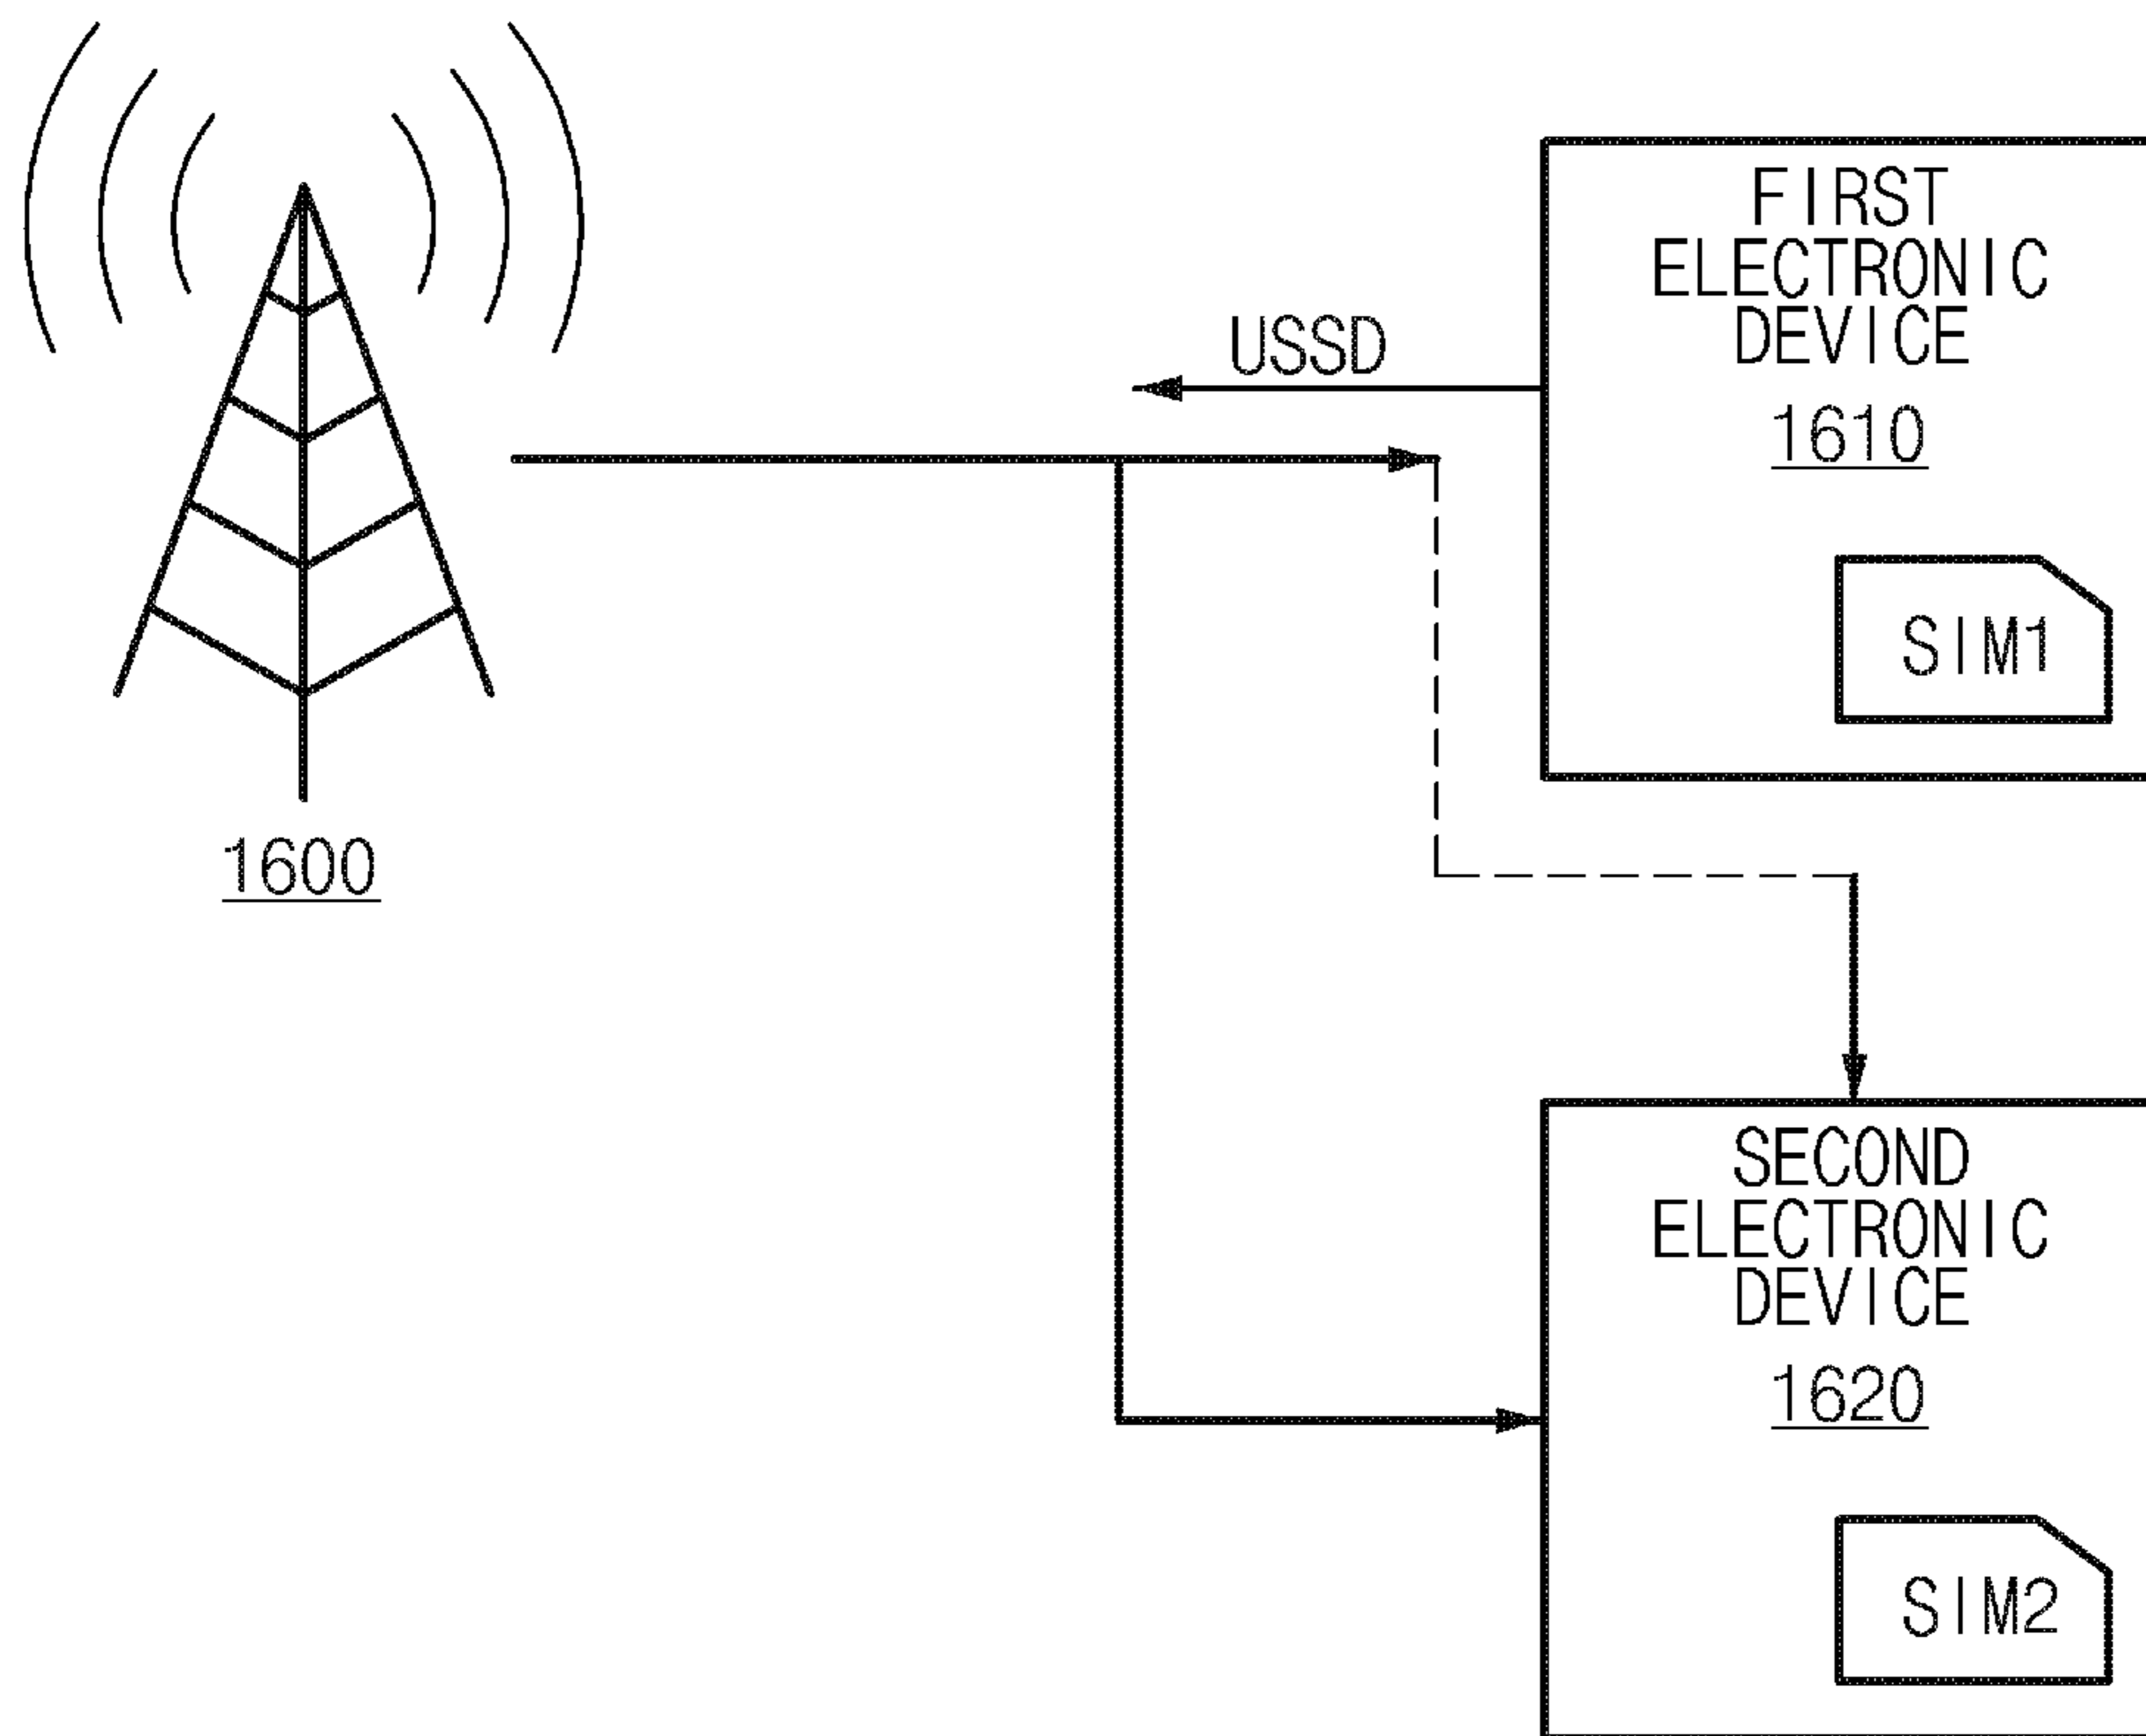 FIRST
ELECTRONIC
DEVICE
1610
USSD
SIM1
1600
SECOND
ELECTRONIC
DEVICE
1620
SIM2